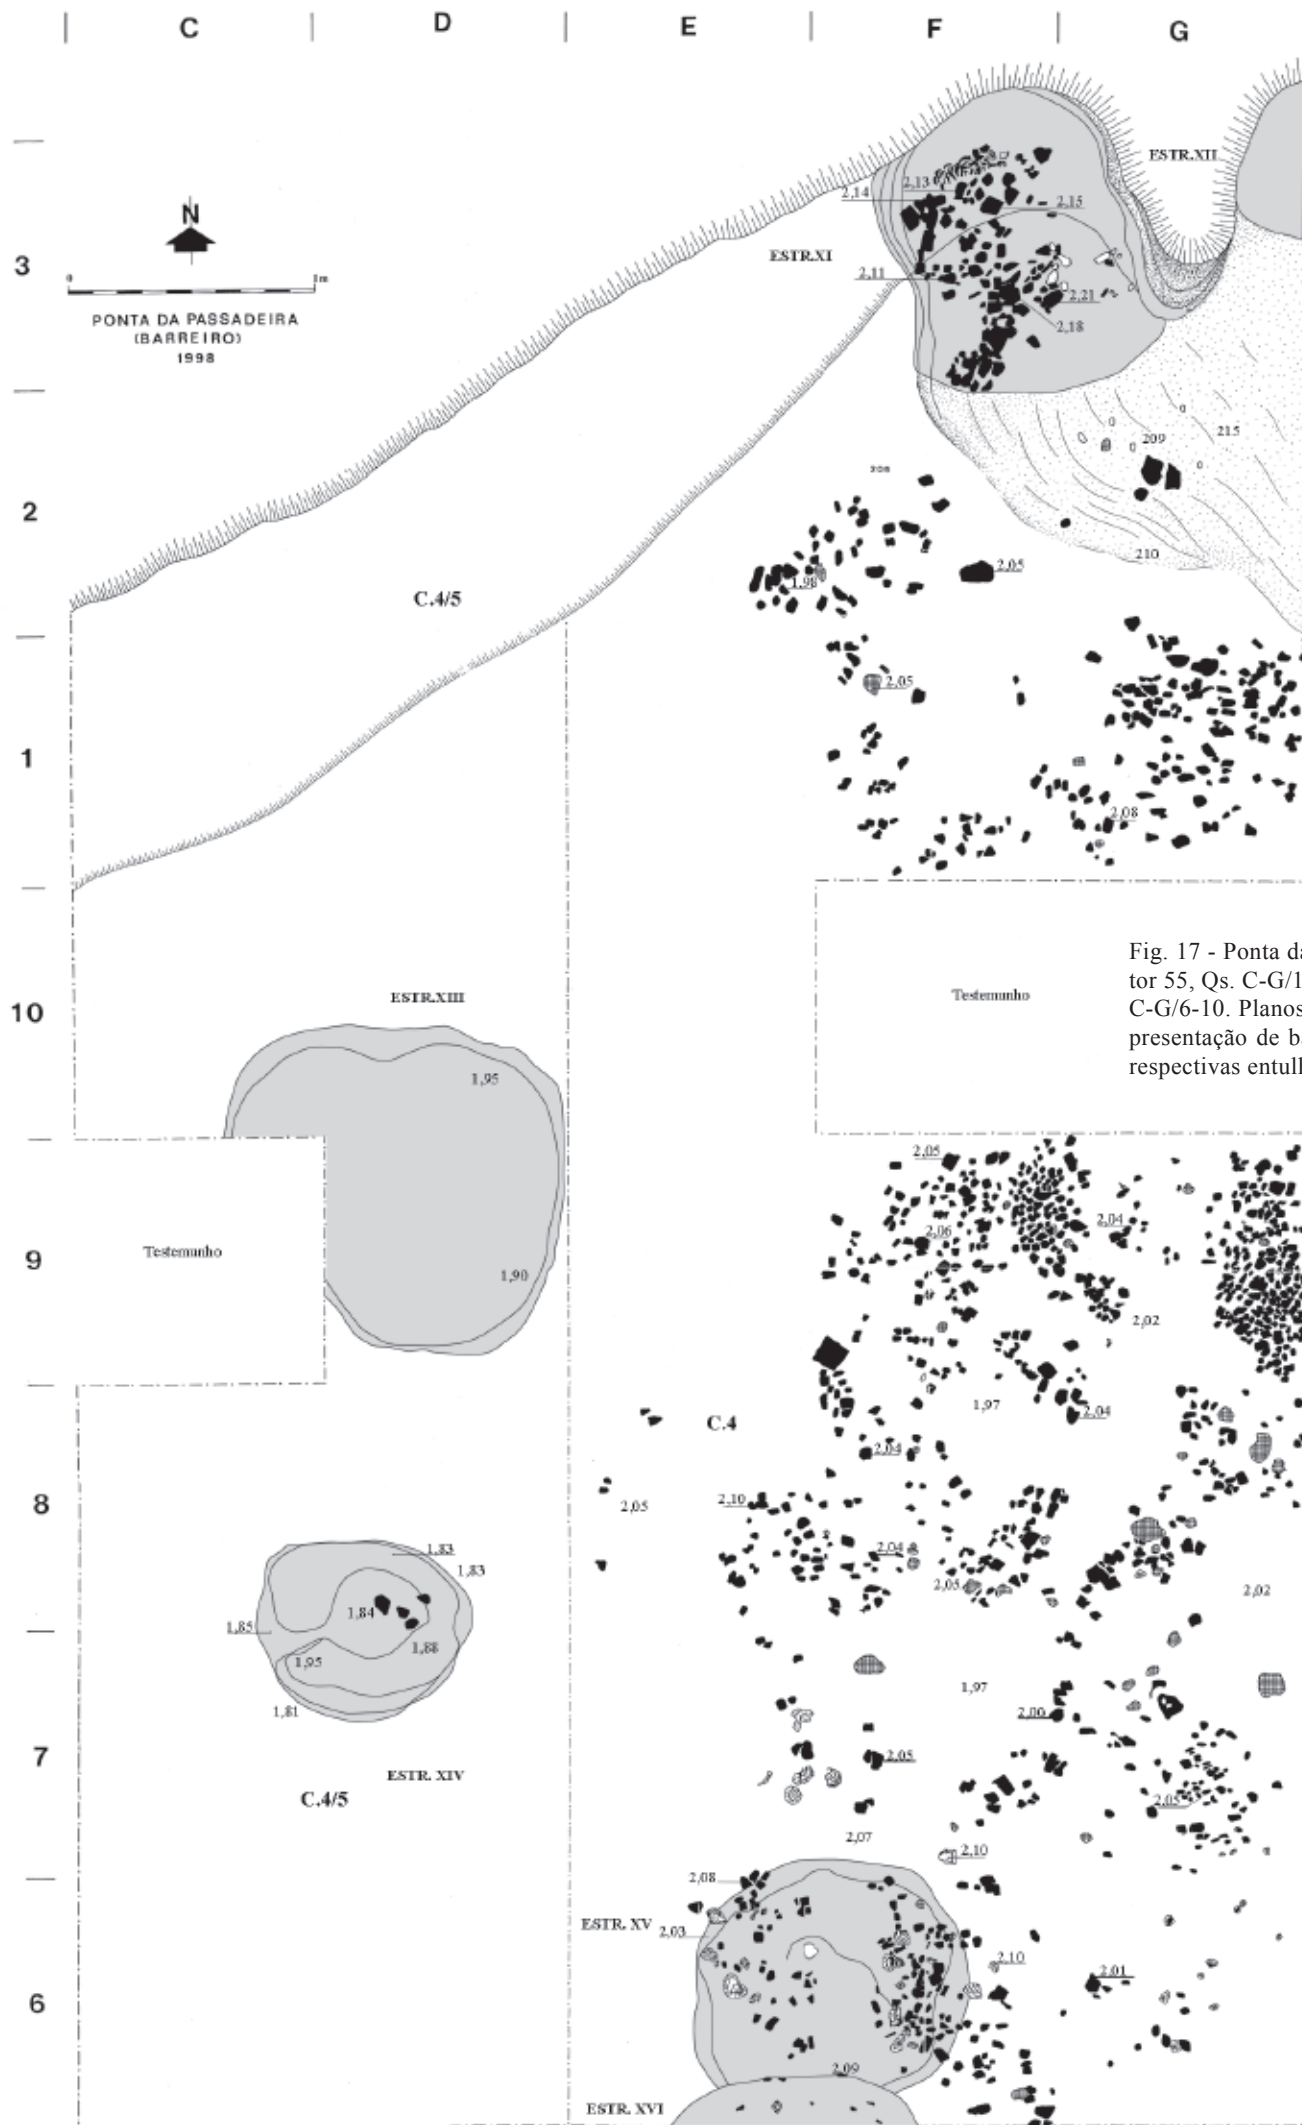 C D E F G
ESTR.XII
2,13
2,14
2,15
3
N
ESTR.XI
0 1m
2,11
2,21
PONTA DA PASSADEIRA
(BARREIRO)
1998
2,18
215
209
2
210
2,05
1,98
C.4/5
2,05
1
2,08
Fig. 17 - Ponta da
tor 55, Qs. C-G/1
C-G/6-10. Planos
presentação de b
respectivas entul
Testemunho
ESTR.XIII
10
1,95
2,05
2,04
2,06
Testemunho
9
1,90
2,02
1,97
2,04
C.4
2,04
8
2,05
2,10
1,83
2,04
1,83
2,05
2,02
1,84
1,85
1,88
1,95
1,97
1,81
2,00
7
2,05
ESTR. XIV
C.4/5
2,05
2,07
2,10
2,08
ESTR. XV
2,03
2,10
2,01
6
2,09
ESTR. XVI